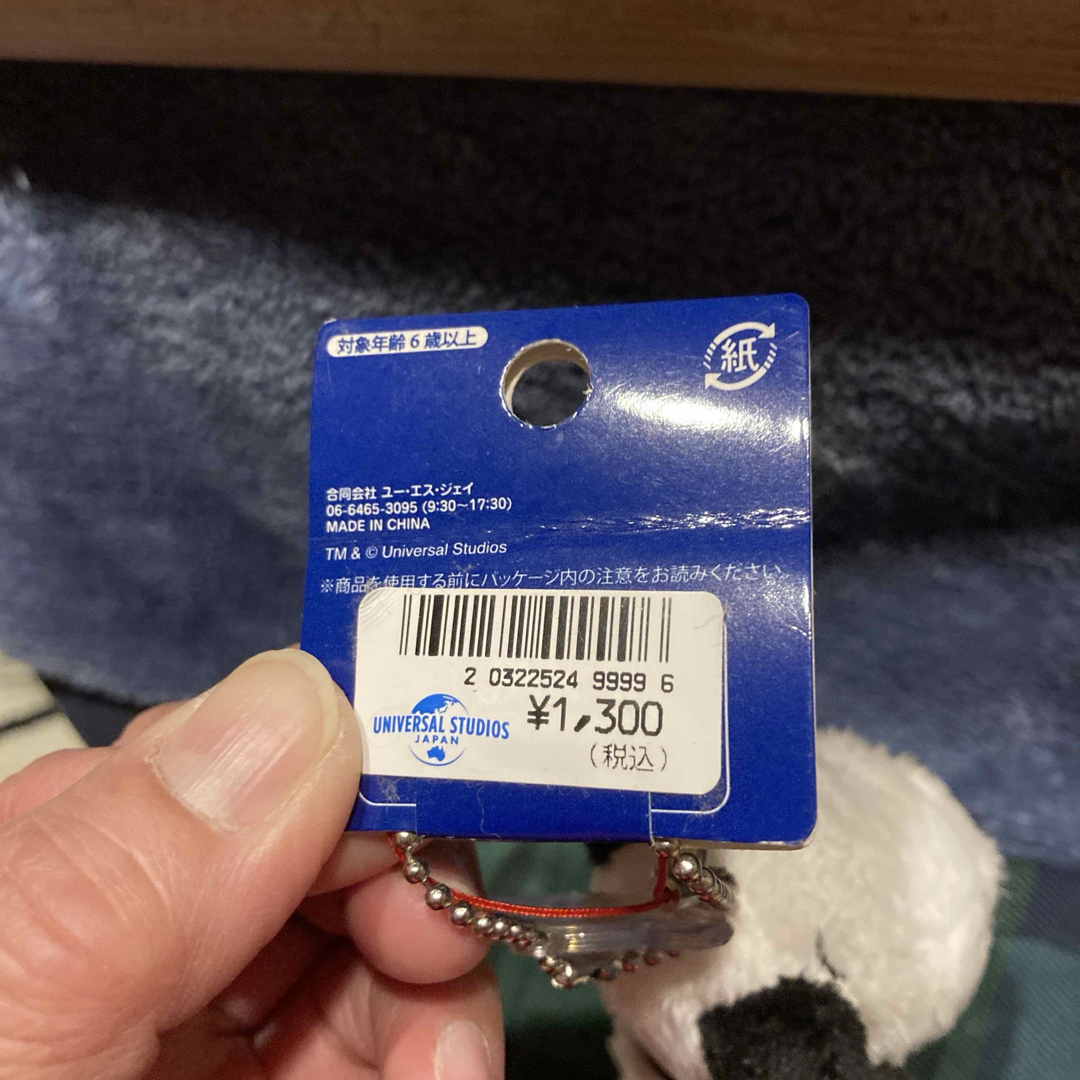 対象年齢6歳以上
紙
合同会社 ユー・エス・ジェイ
06-6465-3095 (9:30～17:30)
MADE IN CHINA
TM & © Universal Studios
※商品を使用する前にパッケージ内の注意をお読みください。
2 0322524 9999 6
UNIVERSAL STUDIOS
JAPAN
¥1,300
(税込)